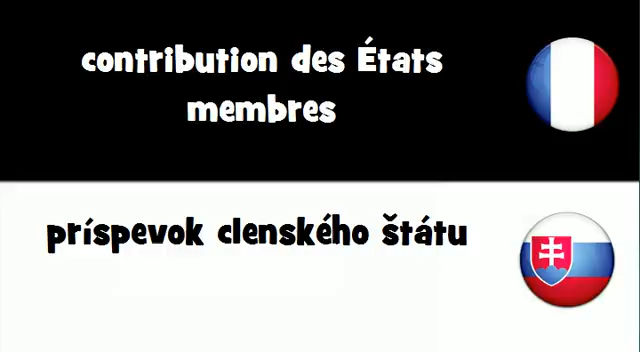 contribution des États
membres
príspevok clenského štátu